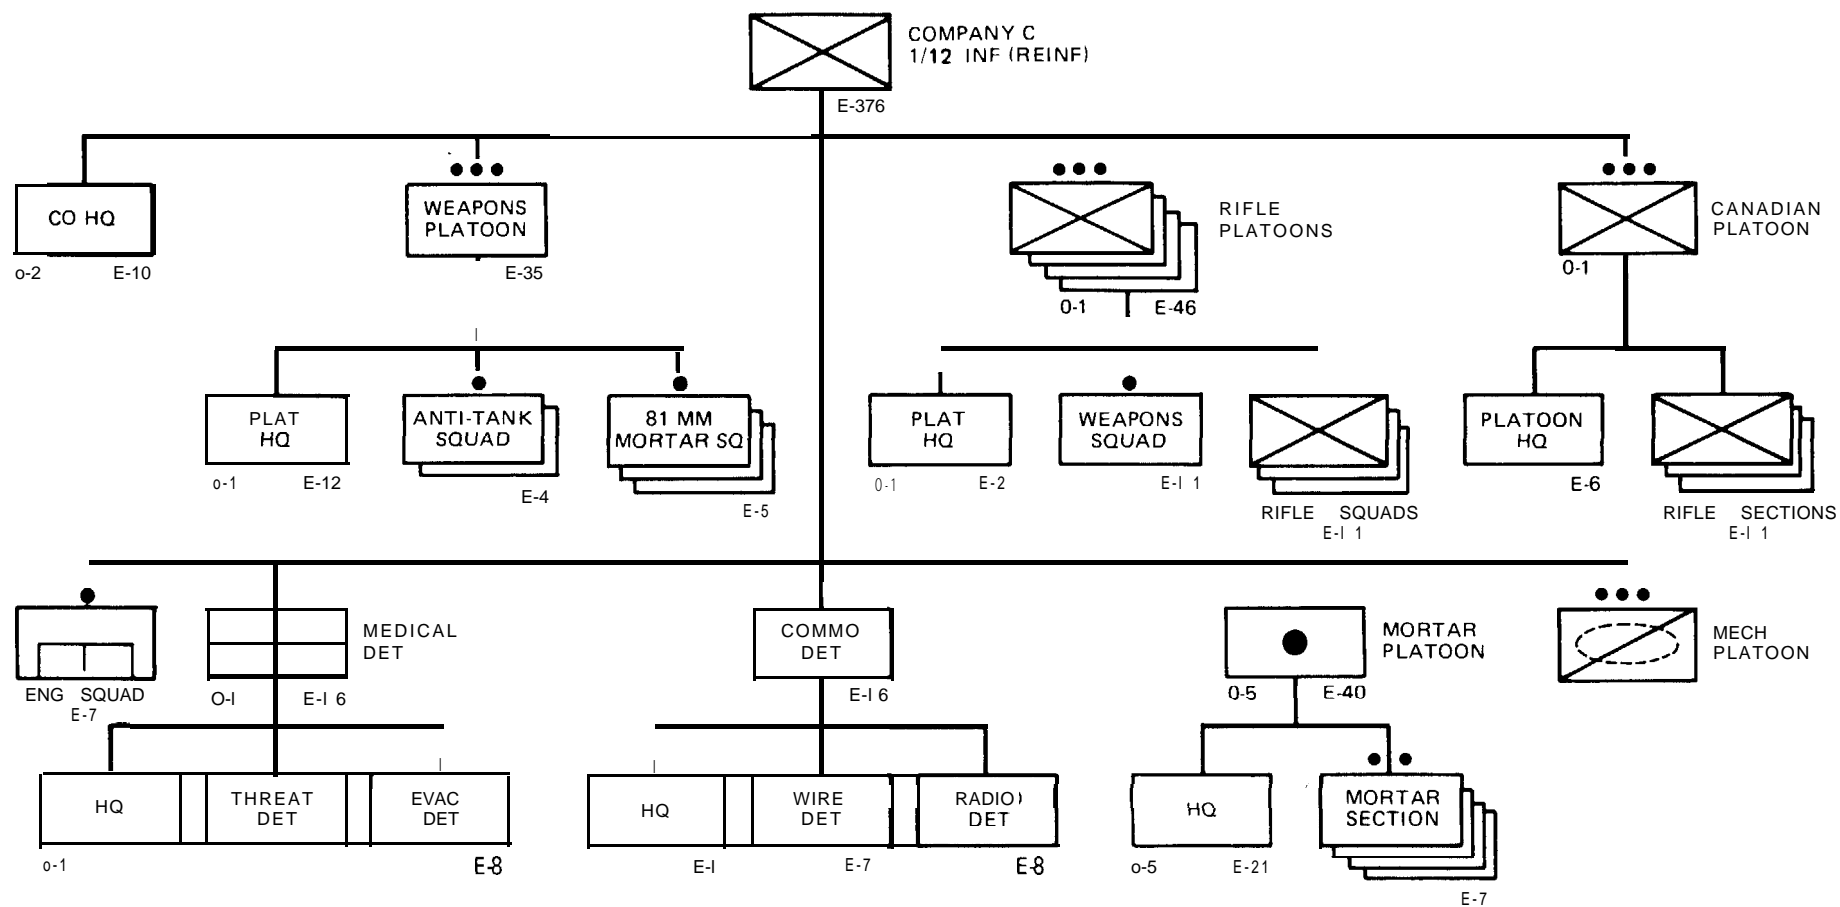 COMPANY C
1/12 INF (REINF)
E-376
CO HQ
o-2 E-10
WEAPONS
PLATOON
E-35
RIFLE
PLATOONS
0-1 E-46
CANADIAN
PLATOON
0-1
PLAT
HQ
o-1 E-12
ANTI-TANK
SQUAD
E-4
81 MM
MORTAR SQ
E-5
PLAT
HQ
0-1 E-2
WEAPONS
SQUAD
E-I 1
RIFLE SQUADS
E-I 1
PLATOON
HQ
E-6
RIFLE SECTIONS
E-I 1
ENG SQUAD
E-7
MEDICAL
DET
O-I E-I 6
COMMO
DET
E-I 6
MORTAR
PLATOON
0-5 E-40
MECH
PLATOON
HQ
o-1
THREAT
DET
EVAC
DET
E-8
HQ
E-I
WIRE
DET
E-7
RADIO)
DET
E-8
HQ
o-5 E-21
MORTAR
SECTION
E-7